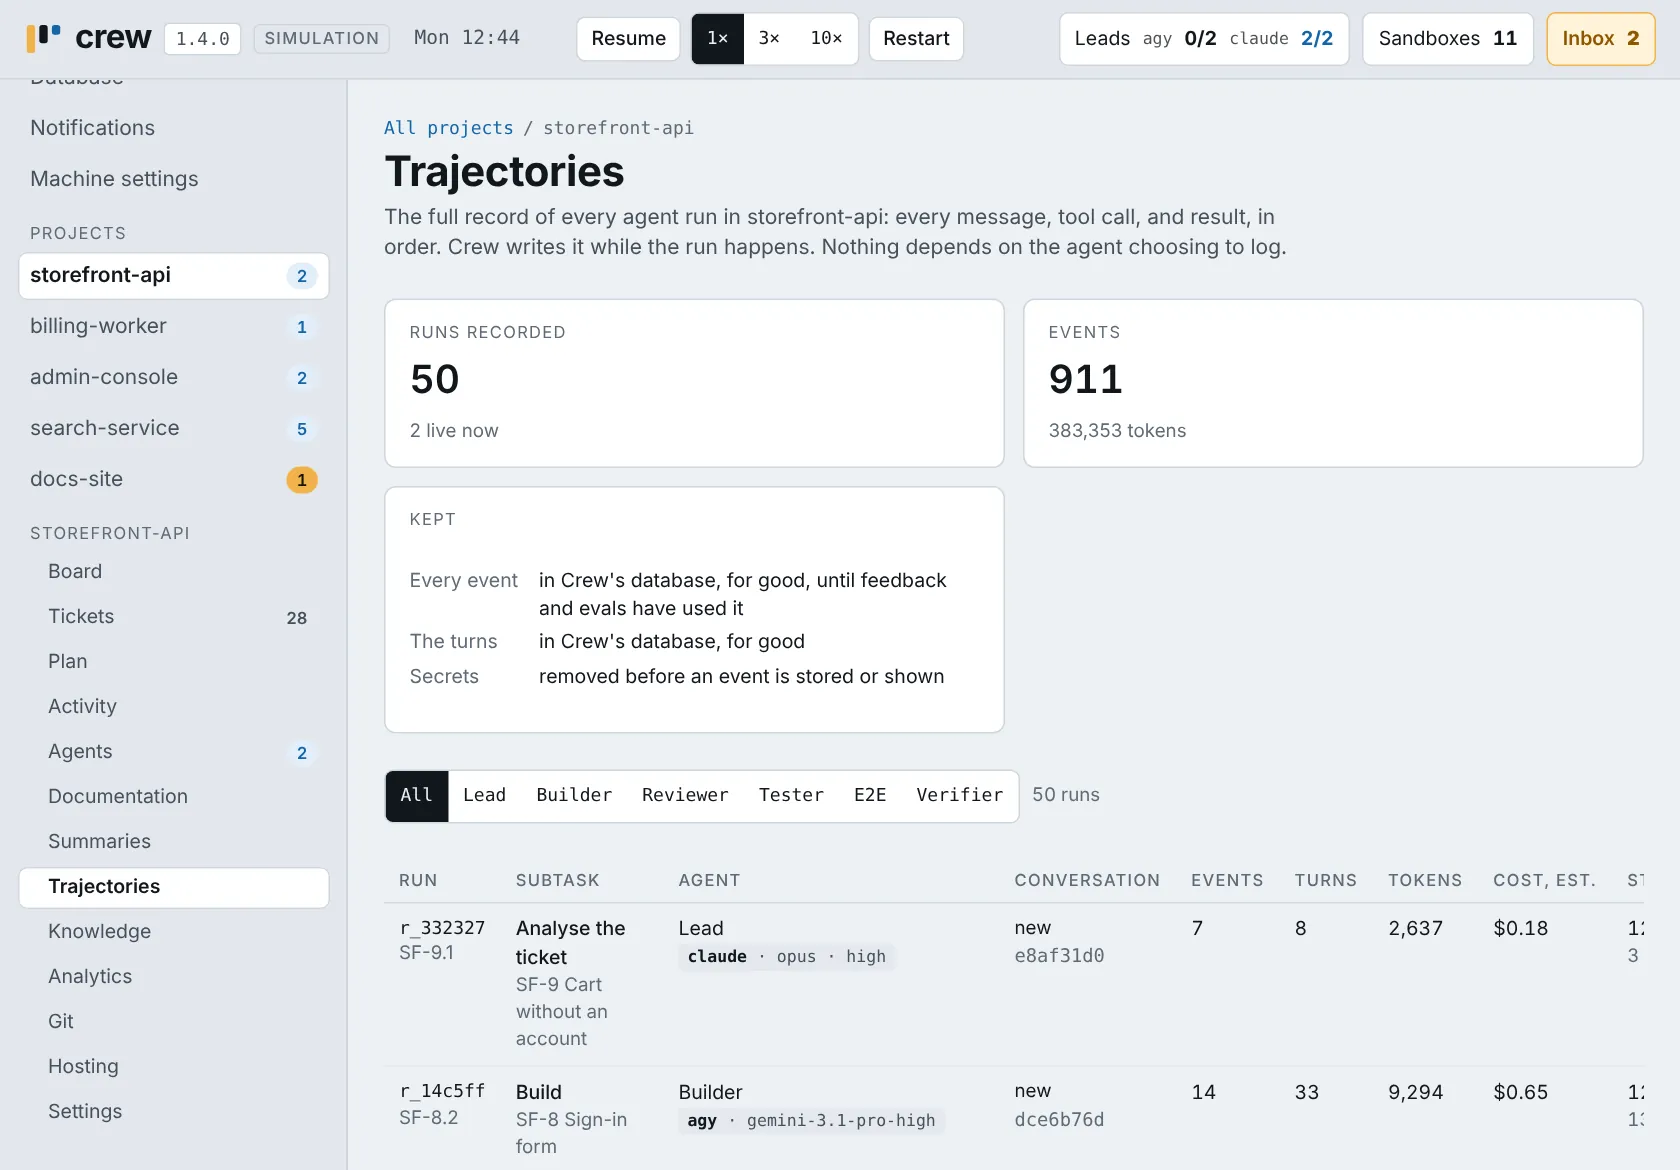 crew 1.4.0 SIMULATION Mon 12:44 Resume 1× 3× 10× Restart Leads agy 0/2 claude 2/2 Sandboxes 11 Inbox 2
Database
Notifications
Machine settings
PROJECTS
storefront-api 2
billing-worker 1
admin-console 2
search-service 5
docs-site 1
STOREFRONT-API
Board
Tickets 28
Plan
Activity
Agents 2
Documentation
Summaries
Trajectories
Knowledge
Analytics
Git
Hosting
Settings
All projects / storefront-api
Trajectories
The full record of every agent run in storefront-api: every message, tool call, and result, in
order. Crew writes it while the run happens. Nothing depends on the agent choosing to log.
RUNS RECORDED
50
2 live now
EVENTS
911
383,353 tokens
KEPT
Every event in Crew's database, for good, until feedback
and evals have used it
The turns in Crew's database, for good
Secrets removed before an event is stored or shown
All Lead Builder Reviewer Tester E2E Verifier 50 runs
RUN SUBTASK AGENT CONVERSATION EVENTS TURNS TOKENS COST, EST.
r_332327 Analyse the Lead new 7 8 2,637 $0.18
SF-9.1 ticket claude · opus · high e8af31d0
SF-9 Cart
without an
account
r_14c5ff Build Builder new 14 33 9,294 $0.65
SF-8.2 SF-8 Sign-in agy · gemini-3.1-pro-high dce6b76d
form